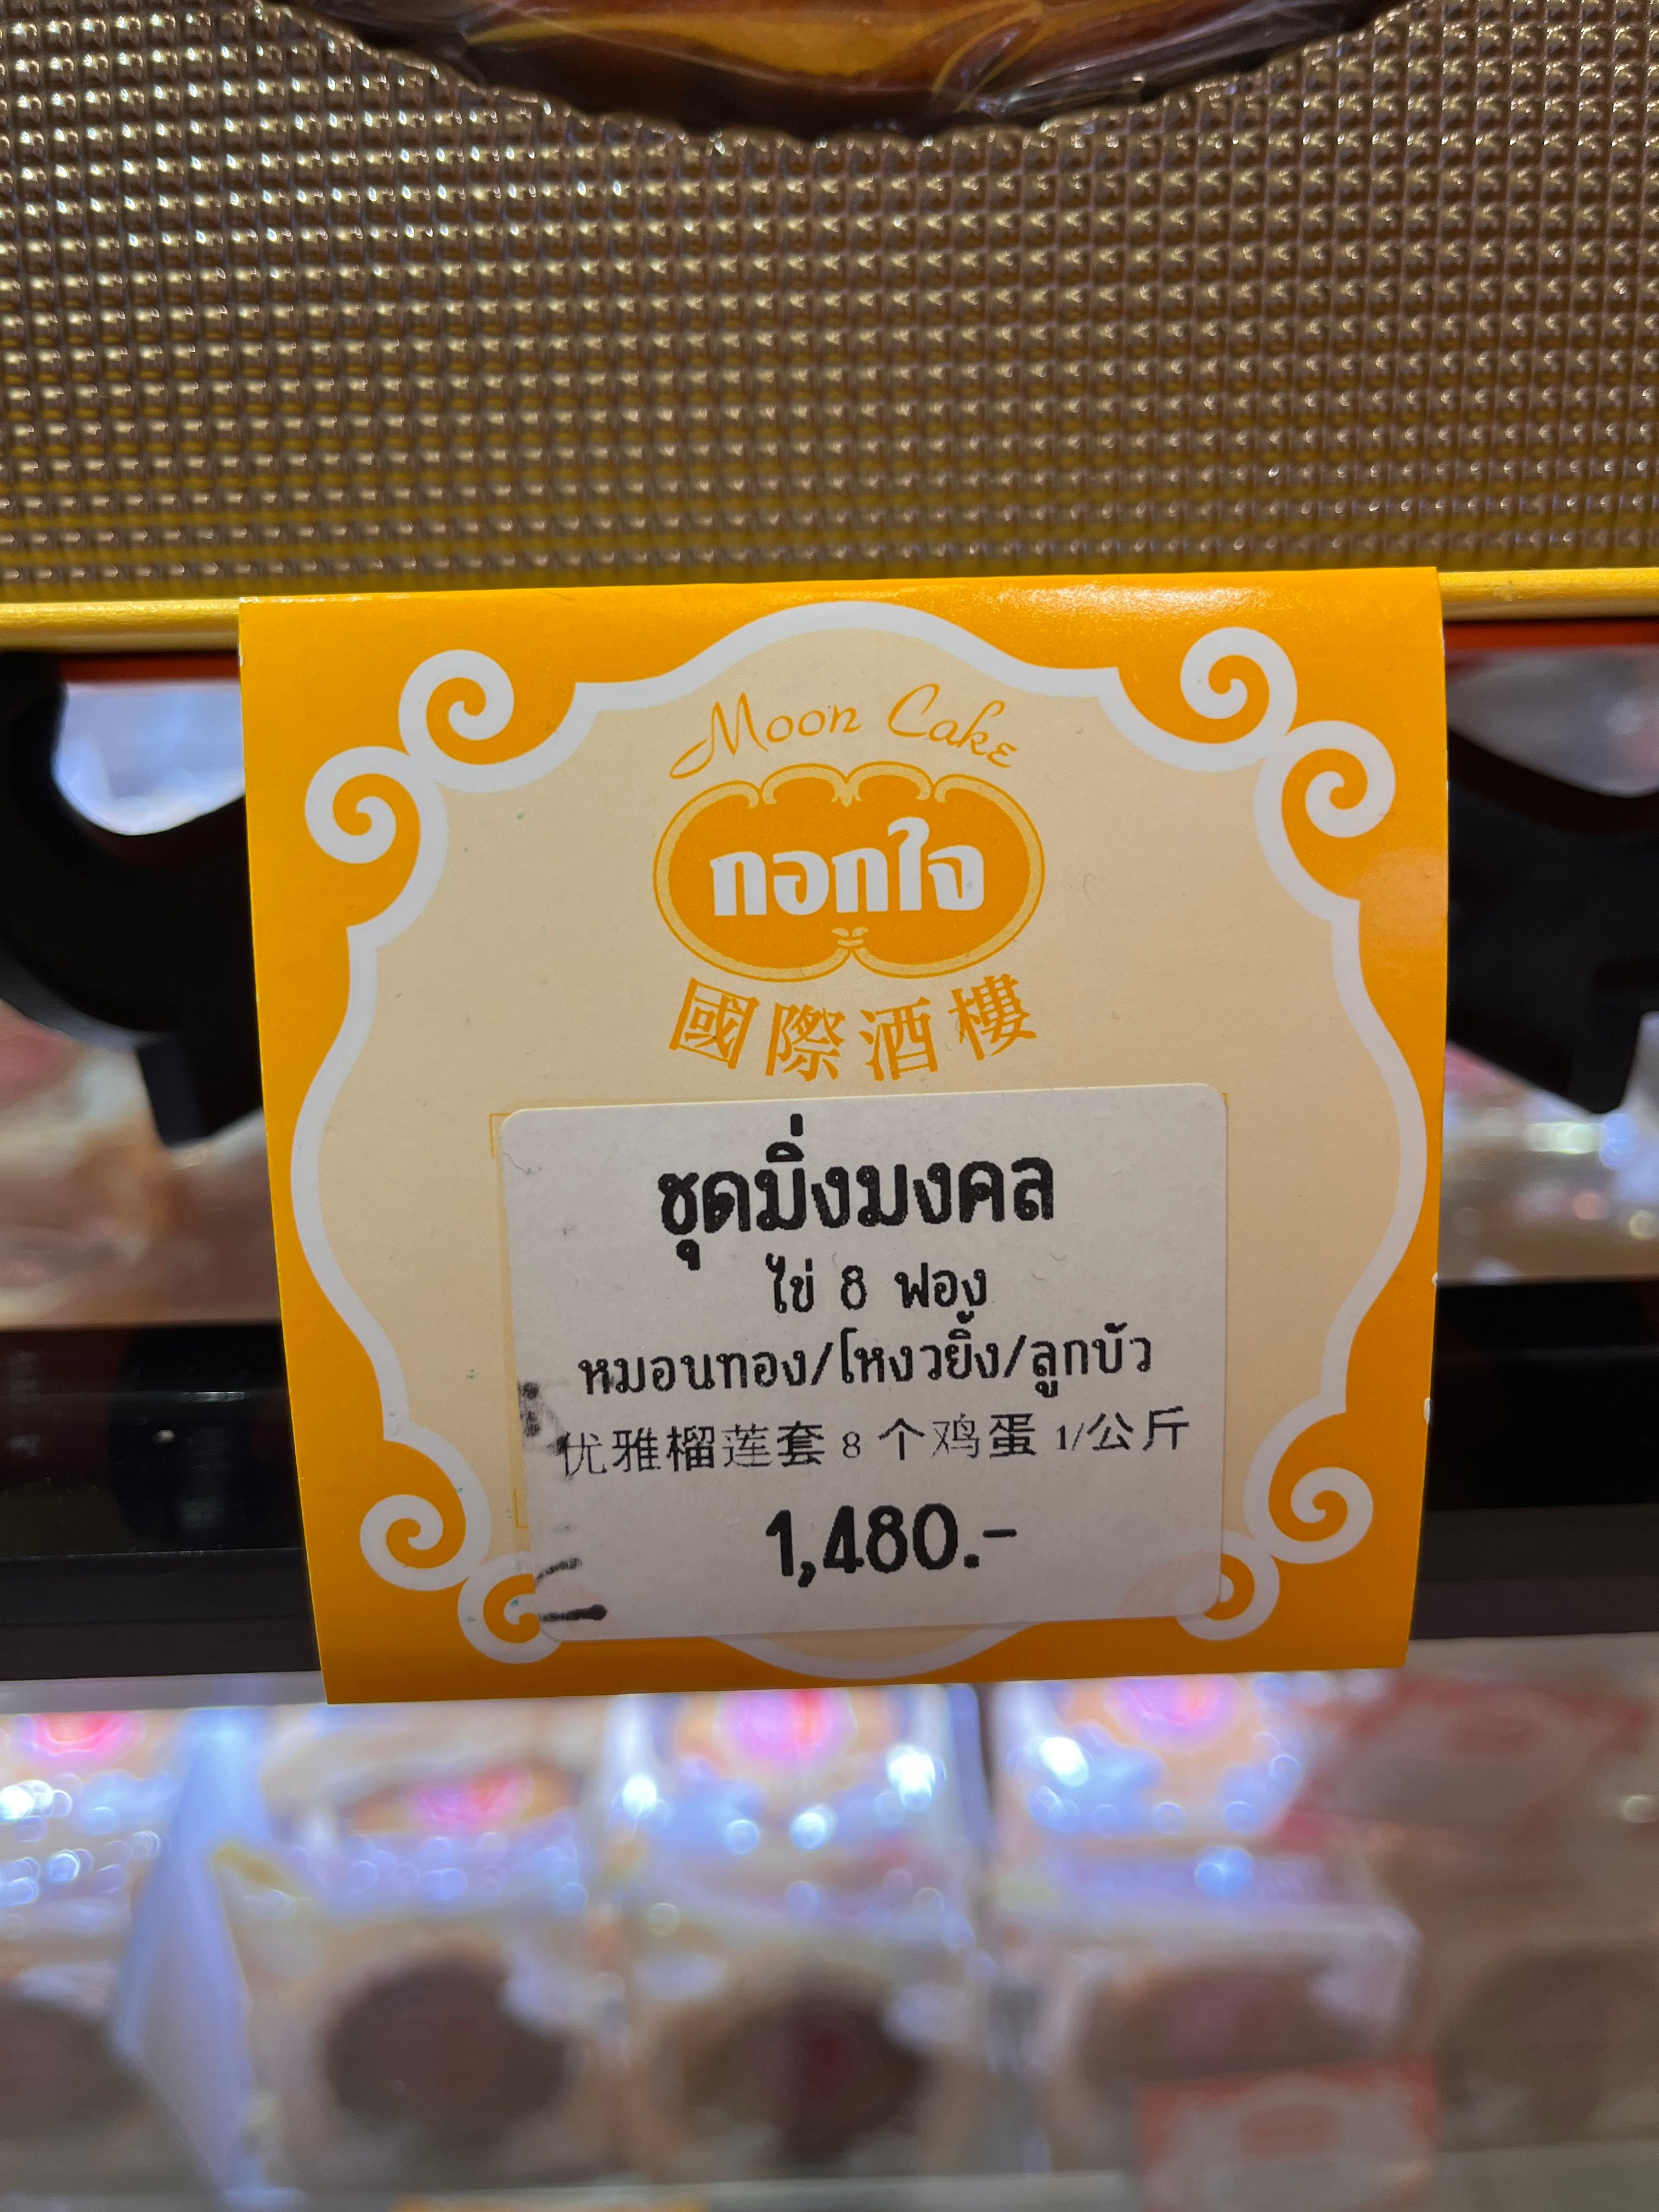 Moon Cake
กอกใจ
國際酒樓
ชุดมิ่งมงคล
ไข่ 8 ฟอง
หมอนทอง/โหงวยิ้ง/ลูกบัว
优雅榴莲套 8 个鸡蛋 1/公斤
1,480.-